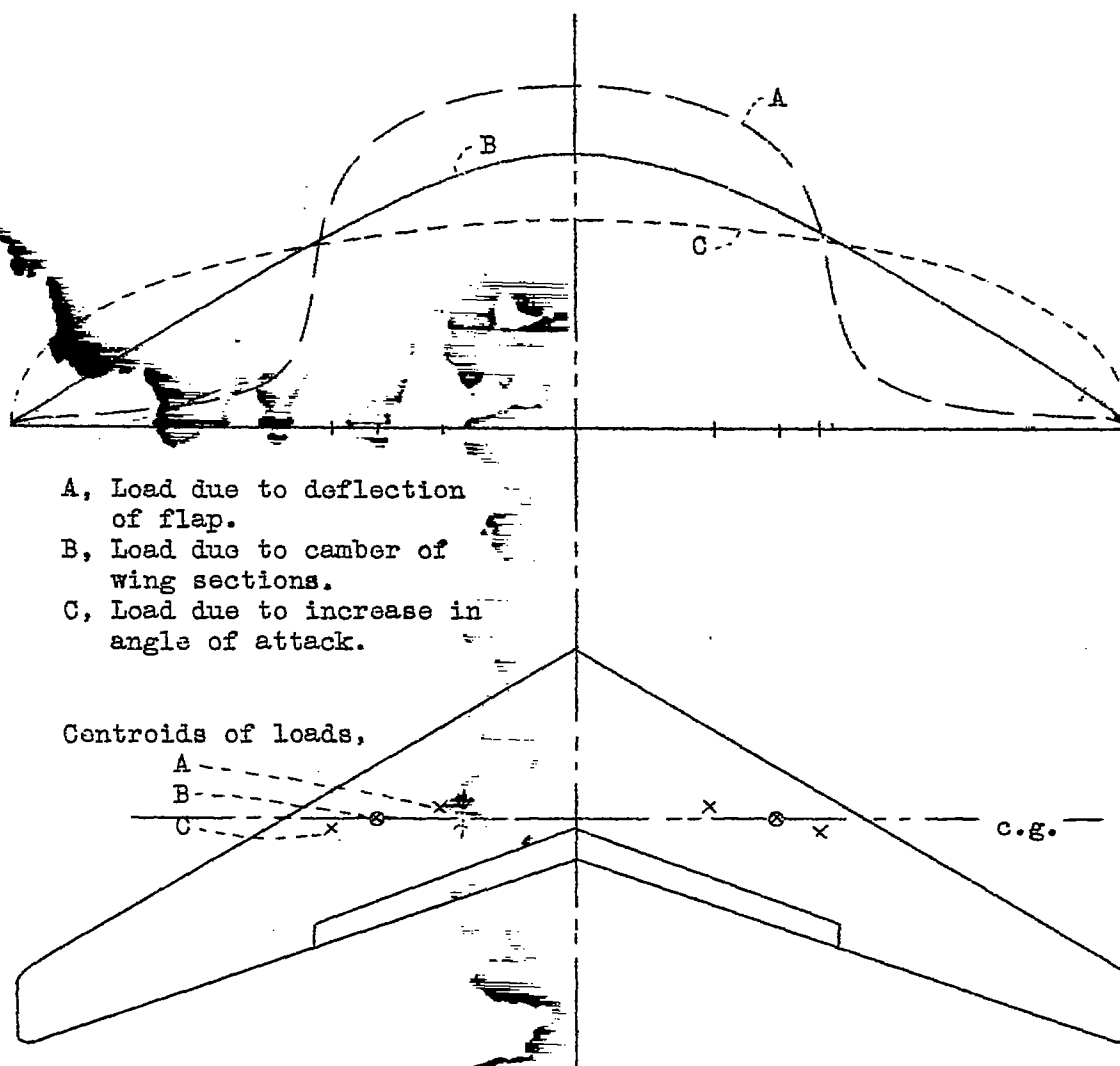 A
B
C
A, Load due to deflection
of flap.
B, Load due to camber of
wing sections.
C, Load due to increase in
angle of attack.
Centroids of loads,
A
B
C
c.g.